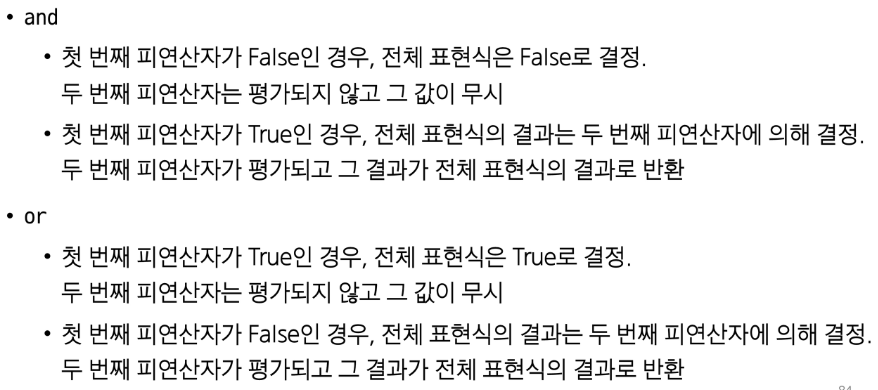 • and
• 첫 번째 피연산자가 False인 경우, 전체 표현식은 False로 결정.
두 번째 피연산자는 평가되지 않고 그 값이 무시
• 첫 번째 피연산자가 True인 경우, 전체 표현식의 결과는 두 번째 피연산자에 의해 결정.
두 번째 피연산자가 평가되고 그 결과가 전체 표현식의 결과로 반환
• or
• 첫 번째 피연산자가 True인 경우, 전체 표현식은 True로 결정.
두 번째 피연산자는 평가되지 않고 그 값이 무시
• 첫 번째 피연산자가 False인 경우, 전체 표현식의 결과는 두 번째 피연산자에 의해 결정.
두 번째 피연산자가 평가되고 그 결과가 전체 표현식의 결과로 반환